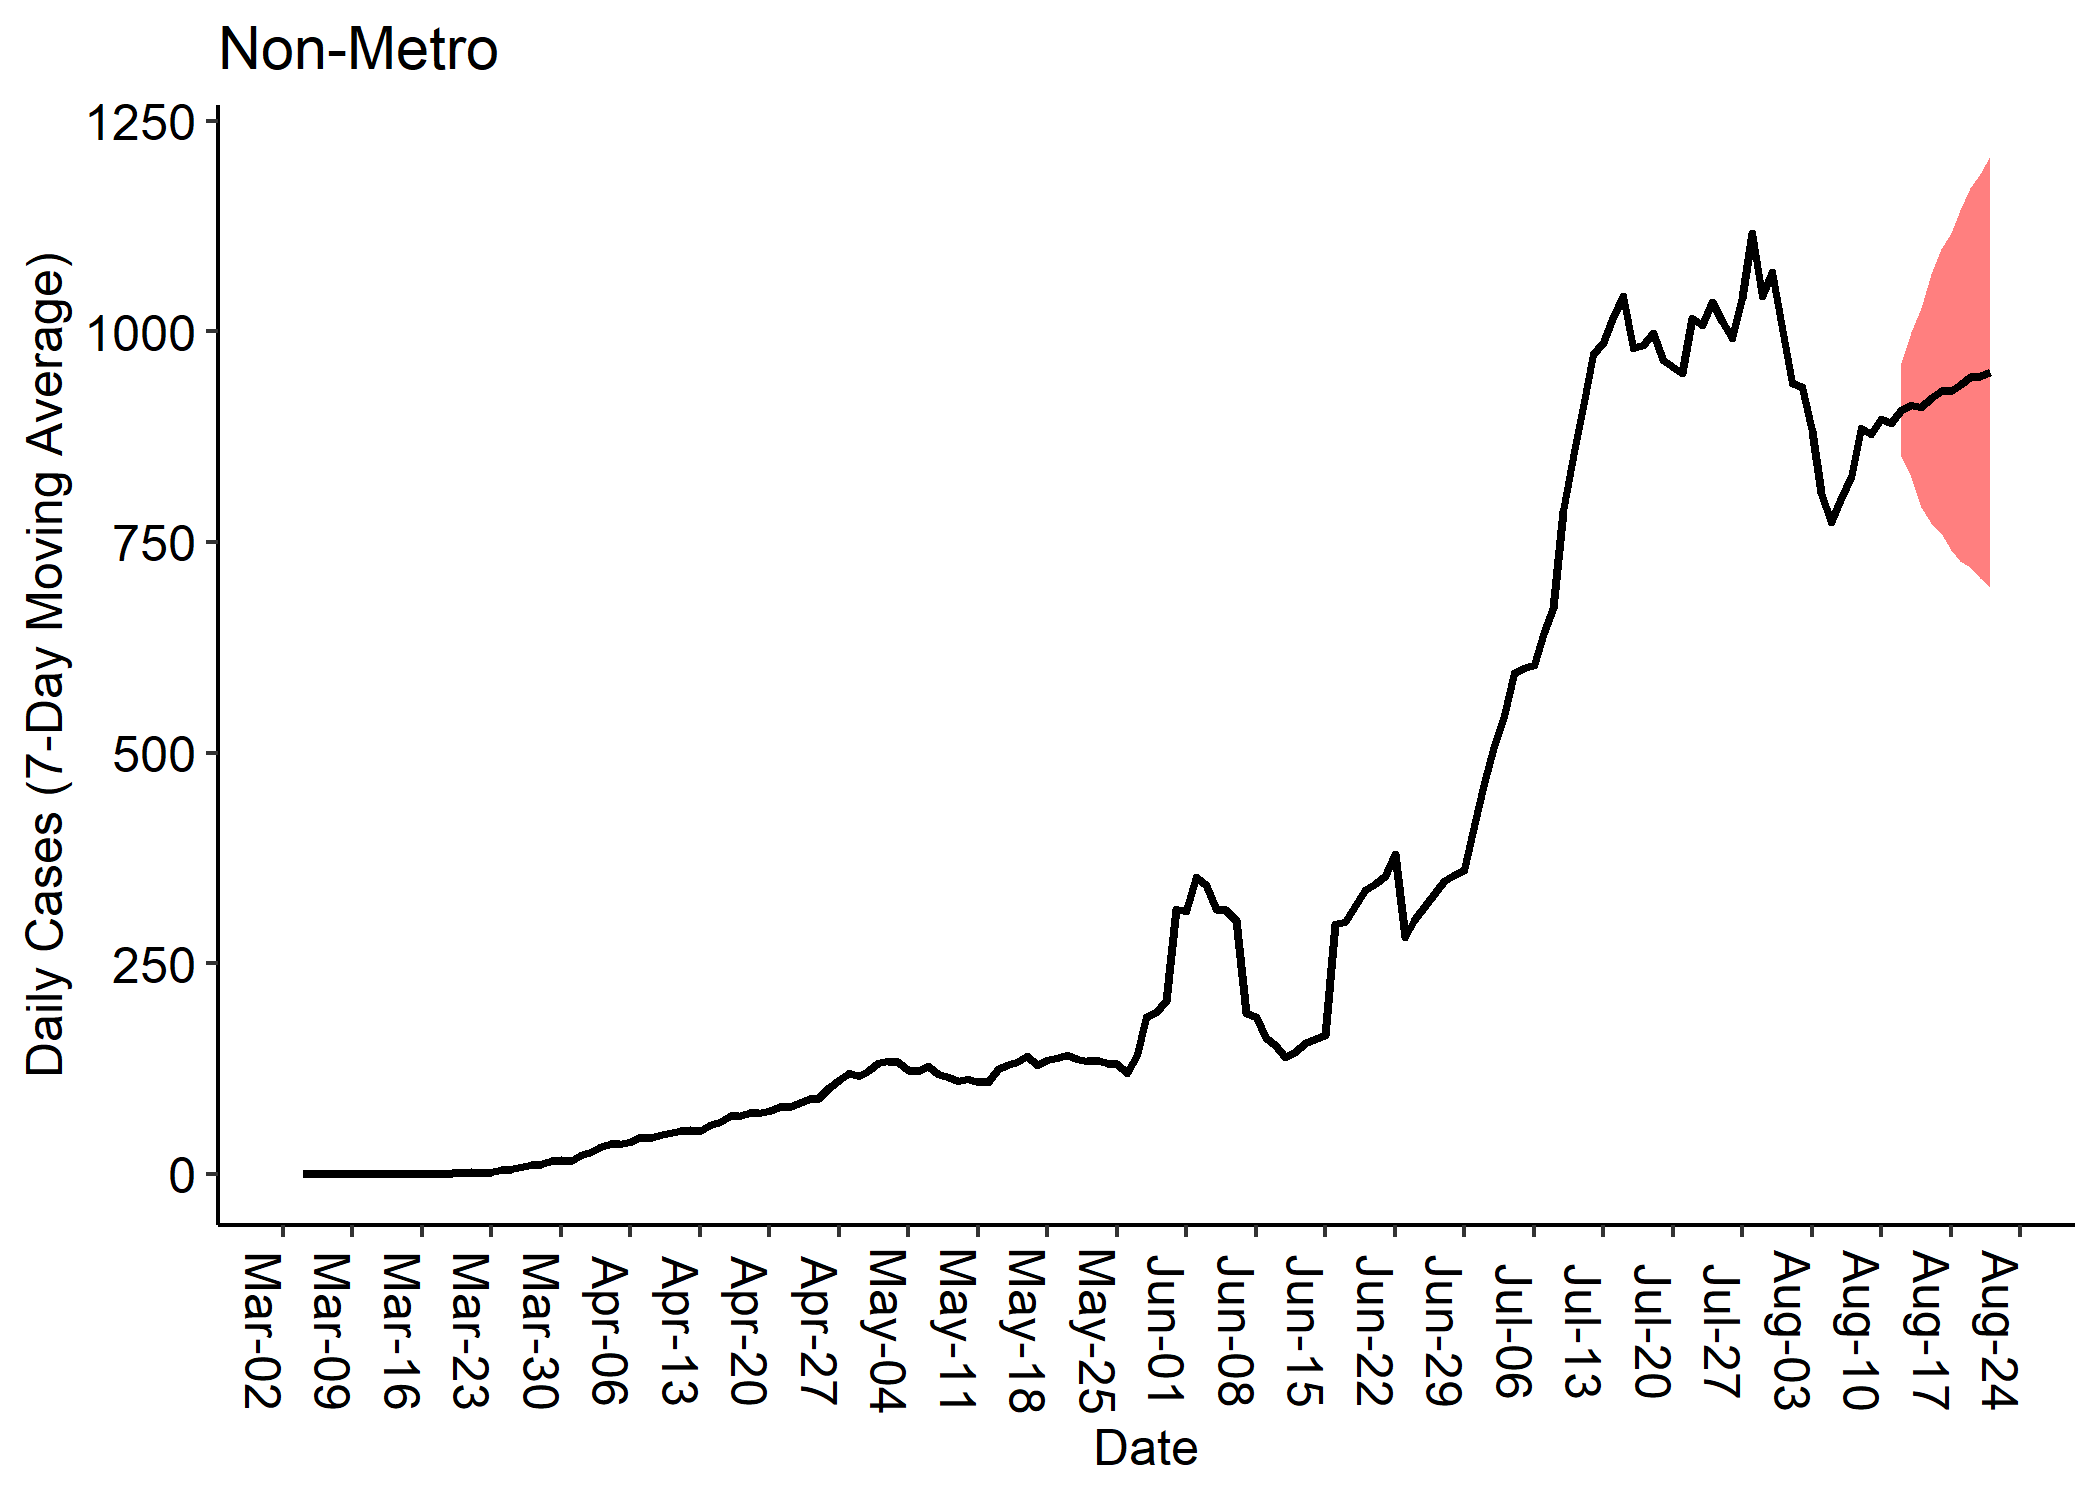 Non-Metro
Daily Cases (7-Day Moving Average)
1250
1000
750
500
250
0
Mar-02
Mar-09
Mar-16
Mar-23
Mar-30
Apr-06
Apr-13
Apr-20
Apr-27
May-04
May-11
May-18
May-25
Jun-01
Jun-08
Jun-15
Jun-22
Jun-29
Jul-06
Jul-13
Jul-20
Jul-27
Aug-03
Aug-10
Aug-17
Aug-24
Date